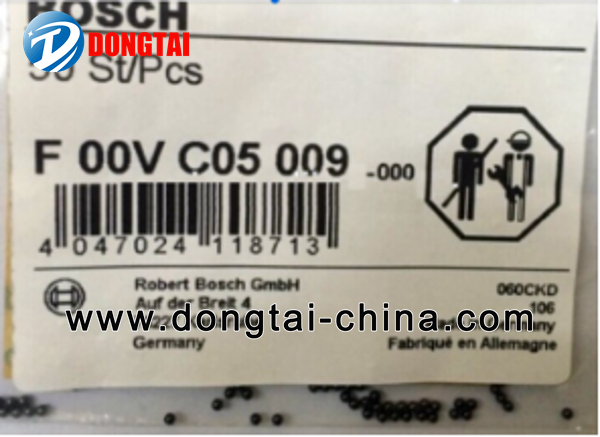 BOSCH
DONGTAI
50 St/Pcs
F 00V C05 009 -000
4 047024 118713
Robert Bosch GmbH
Auf der Breit 4
060CKD
106
www.dongtai-china.com
Germany
Fabriqué en Allemagne